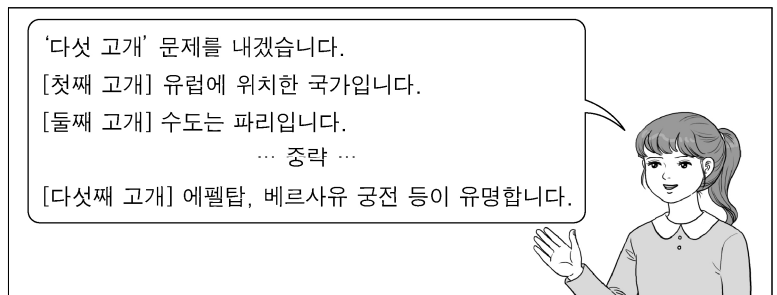 ‘다섯 고개’ 문제를 내겠습니다.
[첫째 고개] 유럽에 위치한 국가입니다.
[둘째 고개] 수도는 파리입니다.
… 중략 …
[다섯째 고개] 에펠탑, 베르사유 궁전 등이 유명합니다.